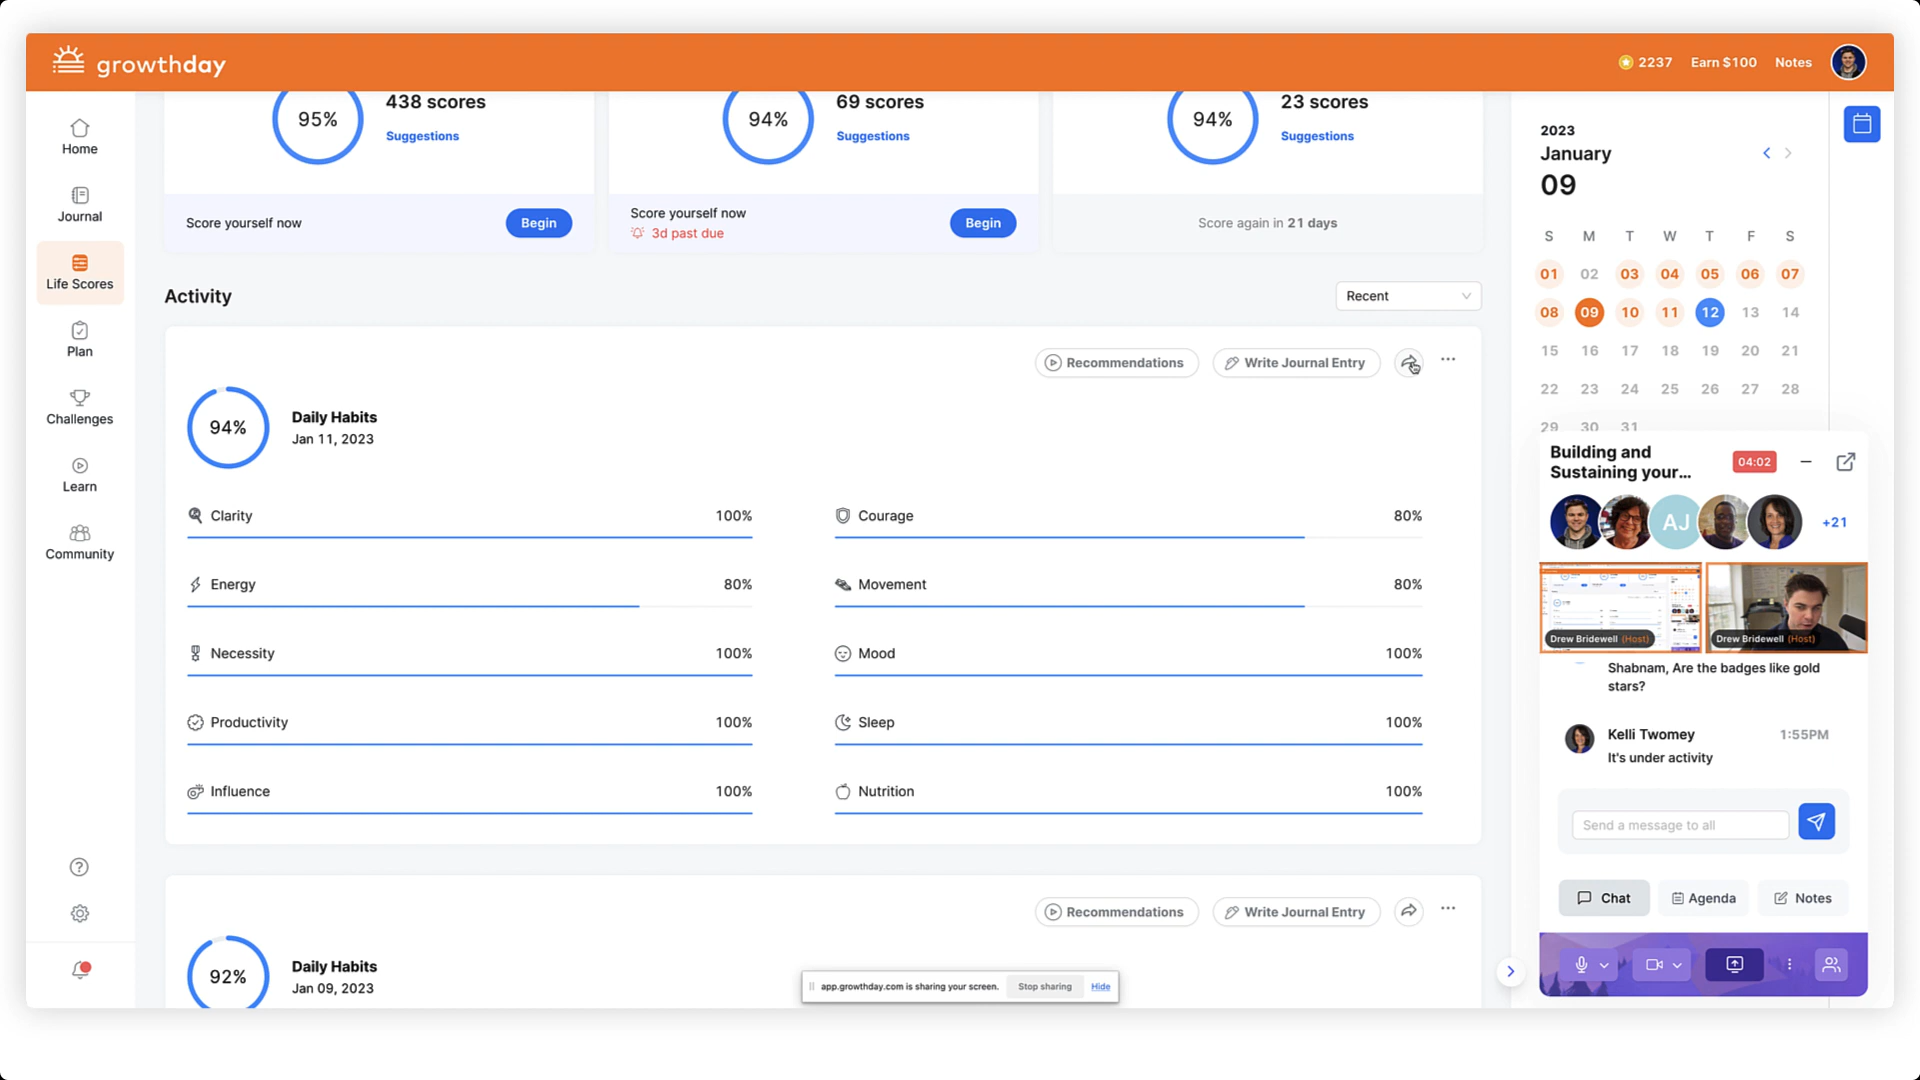 growthday
2237
Earn $100
Notes
Home
Journal
Life Scores
Plan
Challenges
Learn
Community
95%
438 scores
Suggestions
94%
69 scores
Suggestions
94%
23 scores
Suggestions
Score yourself now
Begin
Score yourself now
3d past due
Begin
Score again in 21 days
Activity
Recent
Recommendations
Write Journal Entry
94%
Daily Habits
Jan 11, 2023
Clarity 100%
Courage 80%
Energy 80%
Movement 80%
Necessity 100%
Mood 100%
Productivity 100%
Sleep 100%
Influence 100%
Nutrition 100%
Recommendations
Write Journal Entry
92%
Daily Habits
Jan 09, 2023
app.growthday.com is sharing your screen.
Stop sharing
Hide
2023
January
09
S M T W T F S
01 02 03 04 05 06 07
08 09 10 11 12 13 14
15 16 17 18 19 20 21
22 23 24 25 26 27 28
29 30 31
Building and
Sustaining your...
04:02
AJ
+21
Drew Bridewell (Host)
Drew Bridewell (Host)
Shabnam, Are the badges like gold
stars?
Kelli Twomey
1:55PM
It's under activity
Send a message to all
Chat
Agenda
Notes